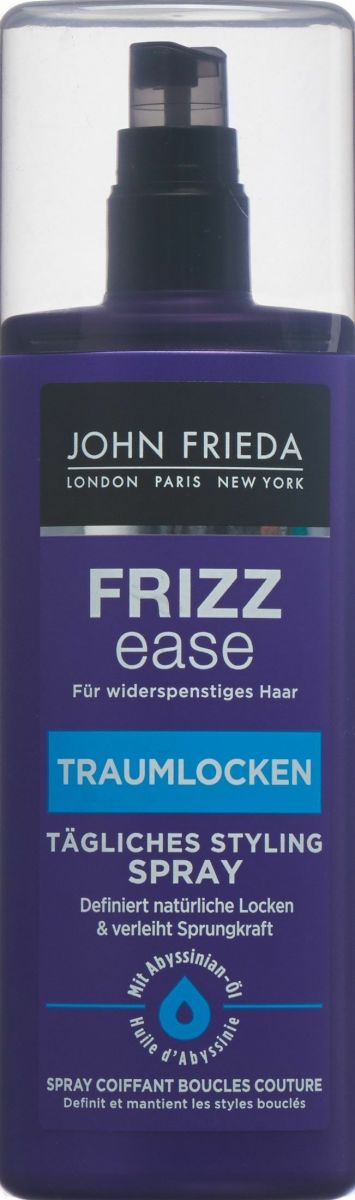 JOHN FRIEDA
LONDON PARIS NEW YORK
FRIZZ
ease
Für widerspenstiges Haar
TRAUMLOCKEN
TÄGLICHES STYLING
SPRAY
Definiert natürliche Locken
& verleiht Sprungkraft
Mit Abyssinian-Öl
Huile d'Abyssinie
SPRAY COIFFANT BOUCLES COUTURE
Definit et mantient les styles bouclés